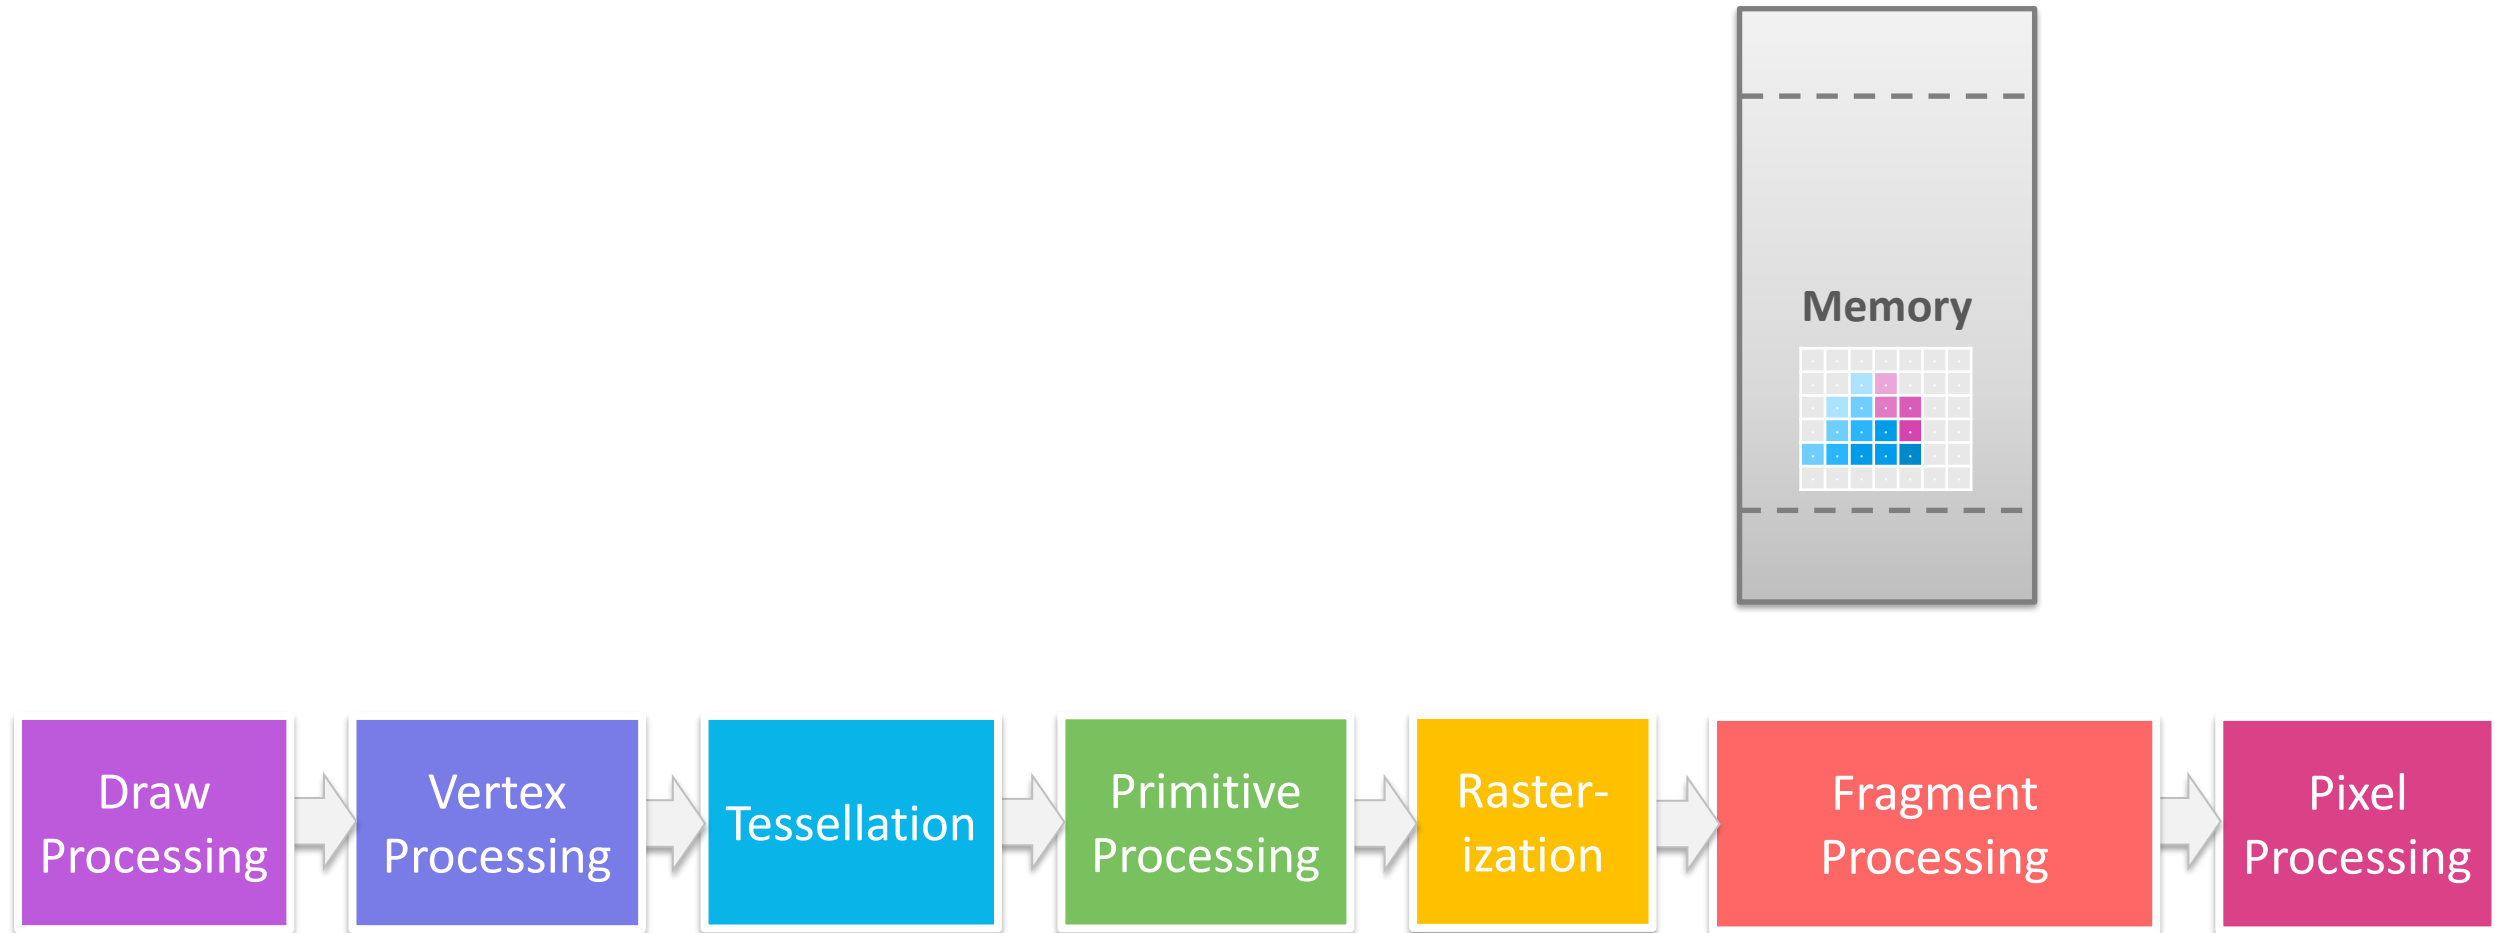 Memory
Draw
Processing
Vertex
Processing
Tessellation
Primitive
Processing
Raster-
ization
Fragment
Processing
Pixel
Processing